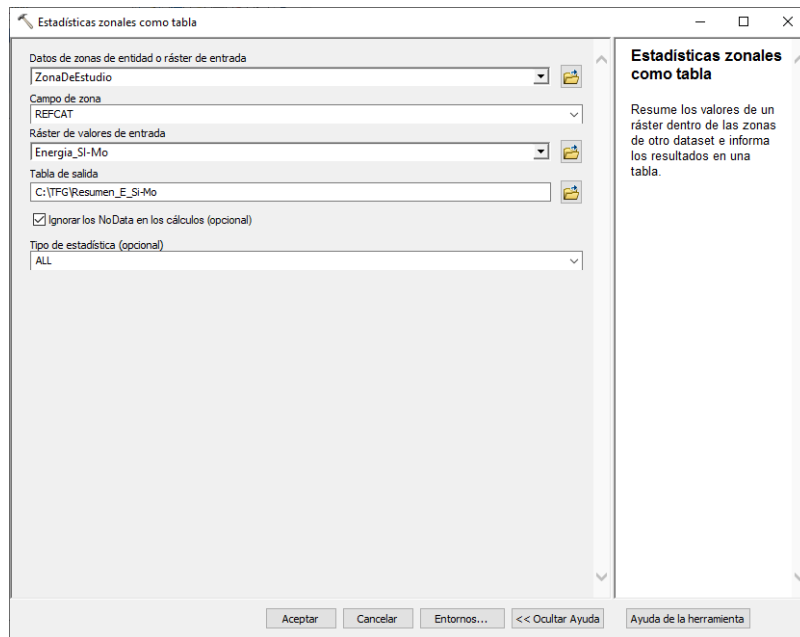 Estadísticas zonales como tabla
Datos de zonas de entidad o ráster de entrada
ZonaDeEstudio
Campo de zona
REFCAT
Ráster de valores de entrada
Energia_SI-Mo
Tabla de salida
C:\TFG\Resumen_E_Si-Mo
Ignorar los NoData en los cálculos (opcional)
Tipo de estadística (opcional)
ALL
Estadísticas zonales
como tabla
Resume los valores de un
ráster dentro de las zonas
de otro dataset e informa
los resultados en una
tabla.
Aceptar
Cancelar
Entornos...
<< Ocultar Ayuda
Ayuda de la herramienta